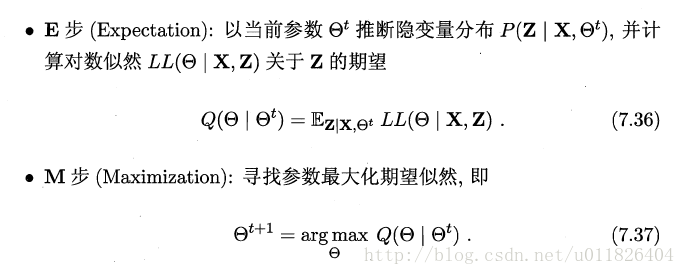 • E 步 (Expectation): 以当前参数 Θ^t 推断隐变量分布 P(Z | X, Θ^t), 并计
算对数似然 LL(Θ | X, Z) 关于 Z 的期望
Q(Θ | Θ^t) = 𝔼_{Z|X,Θ^t} LL(Θ | X, Z) . (7.36)
• M 步 (Maximization): 寻找参数最大化期望似然, 即
Θ^{t+1} = arg max_Θ Q(Θ | Θ^t) . (7.37)
http://blog.csdn.net/u011826404